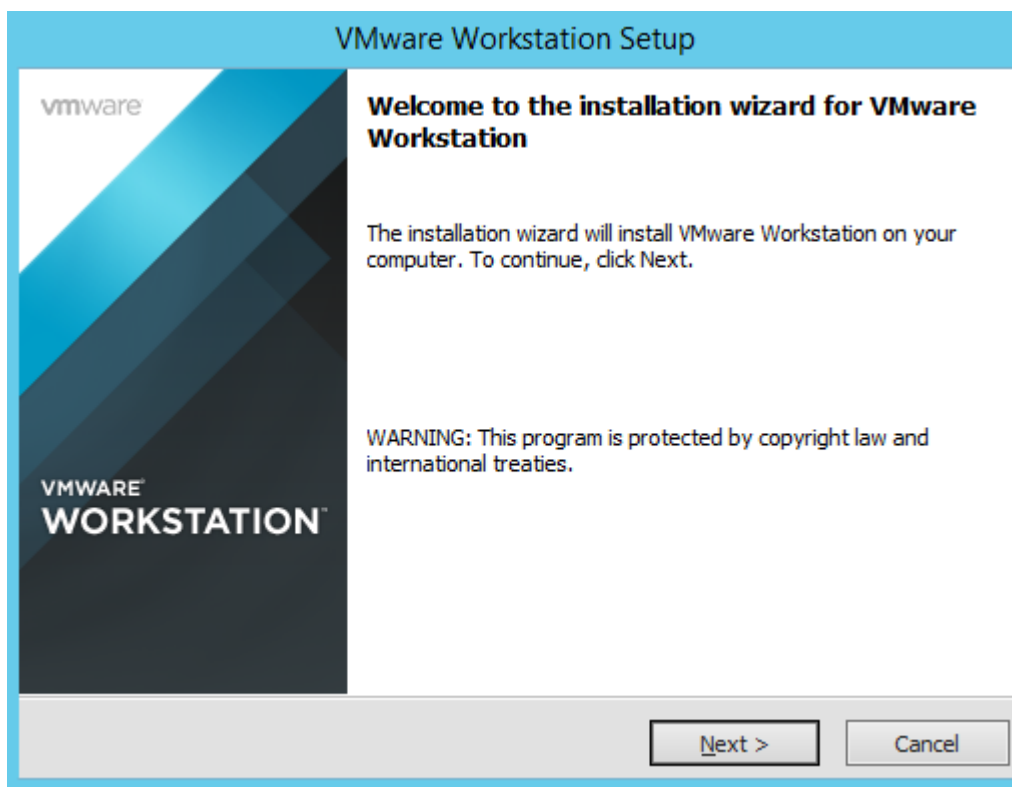 VMware Workstation Setup
vmware
Welcome to the installation wizard for VMware
Workstation
The installation wizard will install VMware Workstation on your
computer. To continue, click Next.
WARNING: This program is protected by copyright law and
international treaties.
VMWARE®
WORKSTATION™
Next >
Cancel